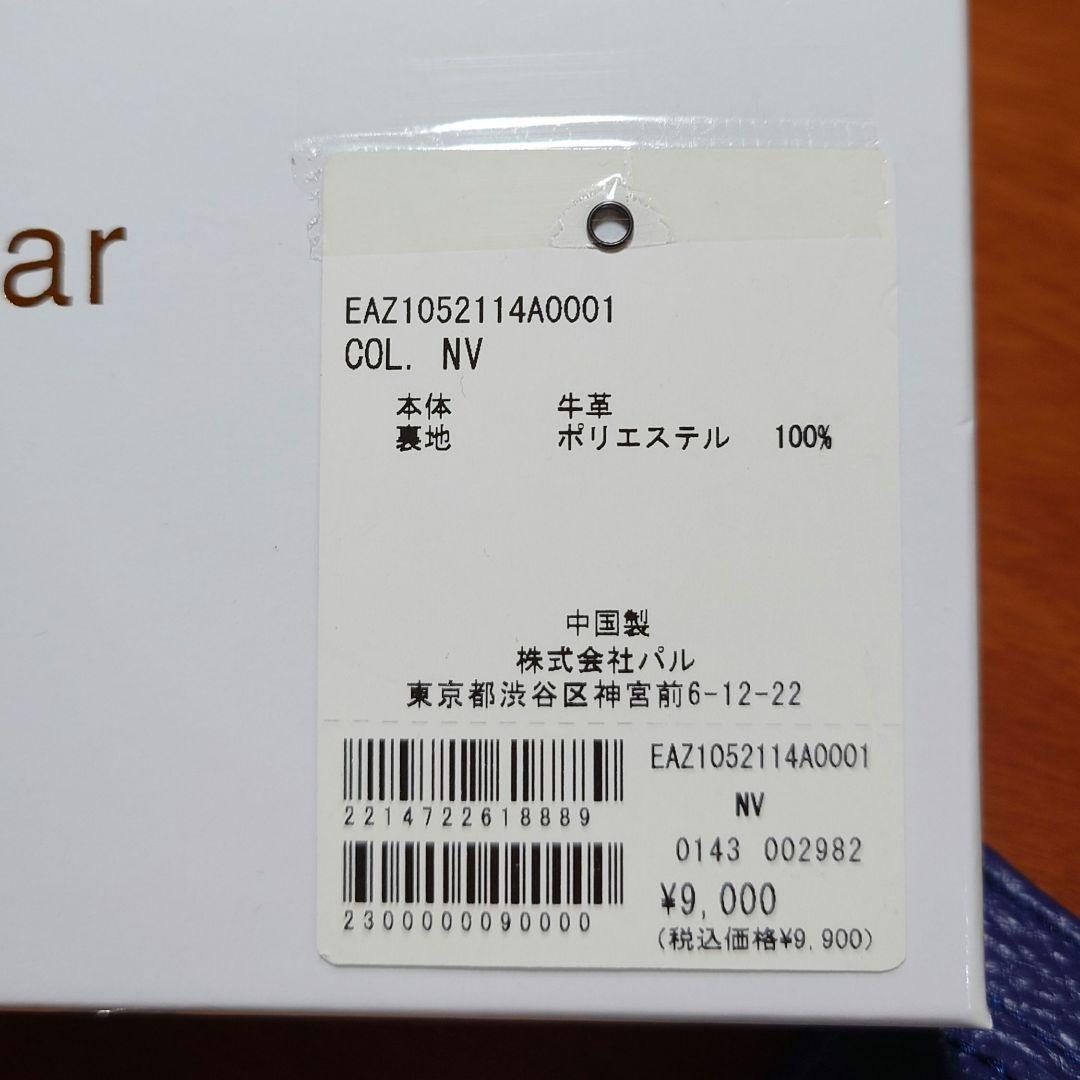 ar
EAZ1052114A0001
COL. NV
本体 牛革
裏地 ポリエステル 100%
中国製
株式会社パル
東京都渋谷区神宮前6-12-22
2214722618889
EAZ1052114A0001
NV
0143 002982
2300000090000
¥9,000
(税込価格¥9,900)